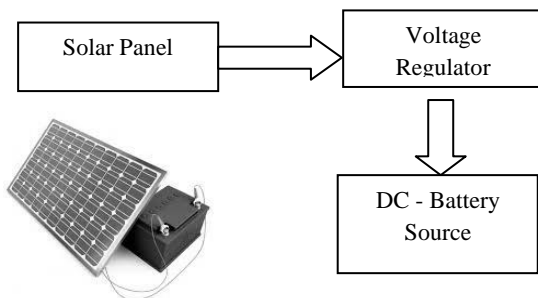 Solar Panel
Voltage
Regulator
DC - Battery
Source